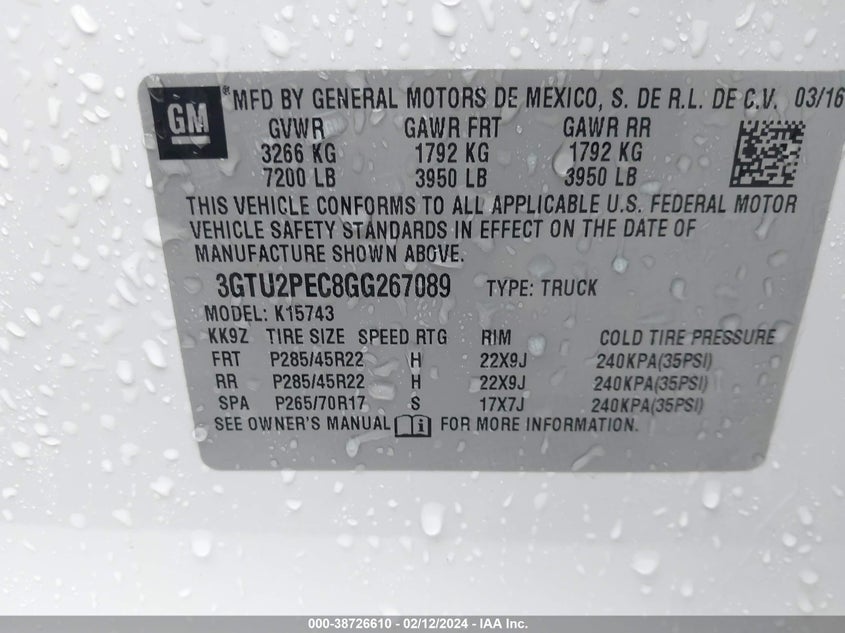 GM® MFD BY GENERAL MOTORS DE MEXICO, S. DE R.L. DE C.V. 03/16
GVWR GAWR FRT GAWR RR
3266 KG 1792 KG 1792 KG
7200 LB 3950 LB 3950 LB
THIS VEHICLE CONFORMS TO ALL APPLICABLE U.S. FEDERAL MOTOR
VEHICLE SAFETY STANDARDS IN EFFECT ON THE DATE OF
MANUFACTURE SHOWN ABOVE.
3GTU2PEC8GG267089 TYPE: TRUCK
MODEL: K15743
KK9Z TIRE SIZE SPEED RTG RIM COLD TIRE PRESSURE
FRT P285/45R22 H 22X9J 240KPA(35PSI)
RR P285/45R22 H 22X9J 240KPA(35PSI)
SPA P265/70R17 S 17X7J 240KPA(35PSI)
SEE OWNER'S MANUAL i FOR MORE INFORMATION.
000-38726610 - 02/12/2024 - IAA Inc.